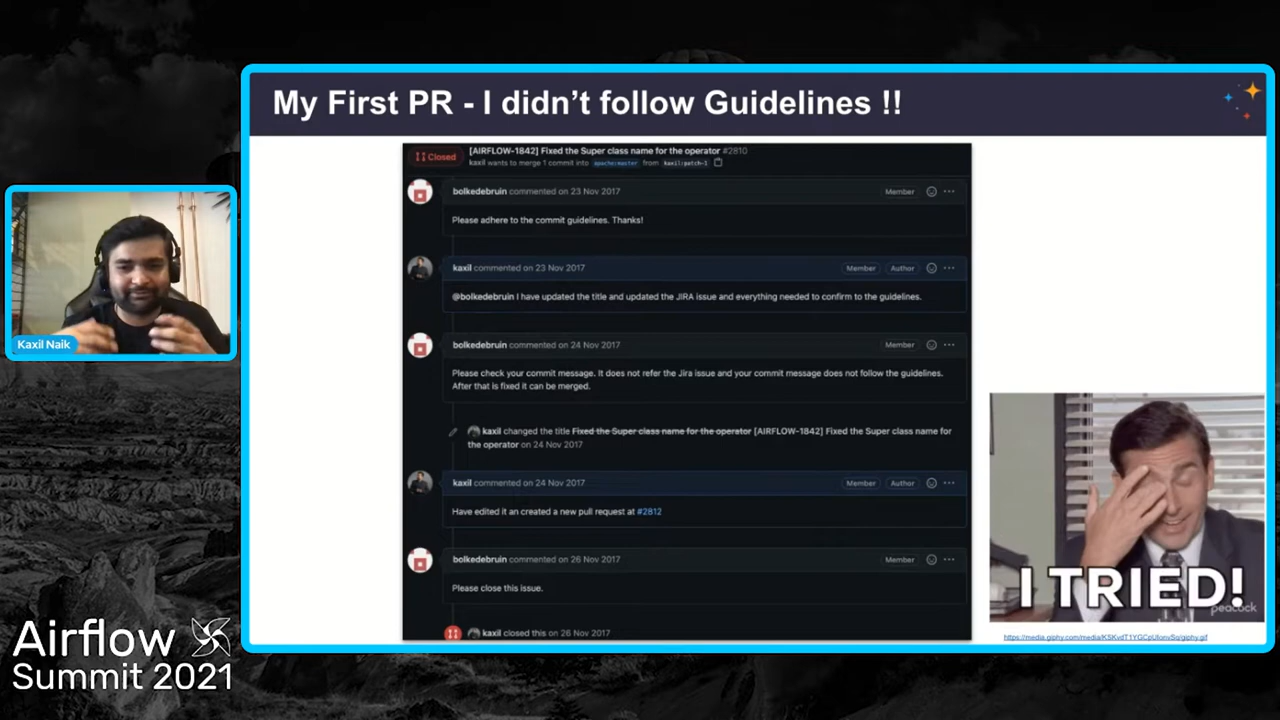 My First PR - I didn't follow Guidelines !!
Closed
[AIRFLOW-1842] Fixed the Super class name for the operator #2810
kaxil wants to merge 1 commit into apache:master from kaxil:patch-1
bolkedebruin commented on 23 Nov 2017
Member
Please adhere to the commit guidelines. Thanks!
kaxil commented on 23 Nov 2017
Member
Author
@bolkedebruin I have updated the title and updated the JIRA issue and everything needed to confirm to the guidelines.
bolkedebruin commented on 24 Nov 2017
Member
Please check your commit message. It does not refer the Jira issue and your commit message does not follow the guidelines.
After that is fixed it can be merged.
kaxil changed the title Fixed the Super class name for the operator [AIRFLOW-1842] Fixed the Super class name for
the operator on 24 Nov 2017
kaxil commented on 24 Nov 2017
Member
Author
Have edited it an created a new pull request at #2812
bolkedebruin commented on 26 Nov 2017
Member
Please close this issue.
kaxil closed this on 26 Nov 2017
Kaxil Naik
I TRIED!
peacock
Airflow
Summit 2021